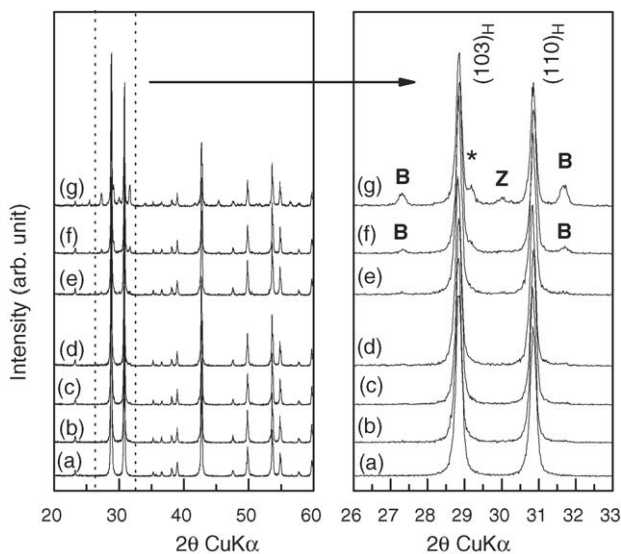 Intensity (arb. unit)
(g)
(f)
(e)
(d)
(c)
(b)
(a)
20 30 40 50 60
2θ CuKα
(103)H
(110)H
*
B
Z
B
(g)
B
B
(f)
(e)
(d)
(c)
(b)
(a)
26 27 28 29 30 31 32 33
2θ CuKα